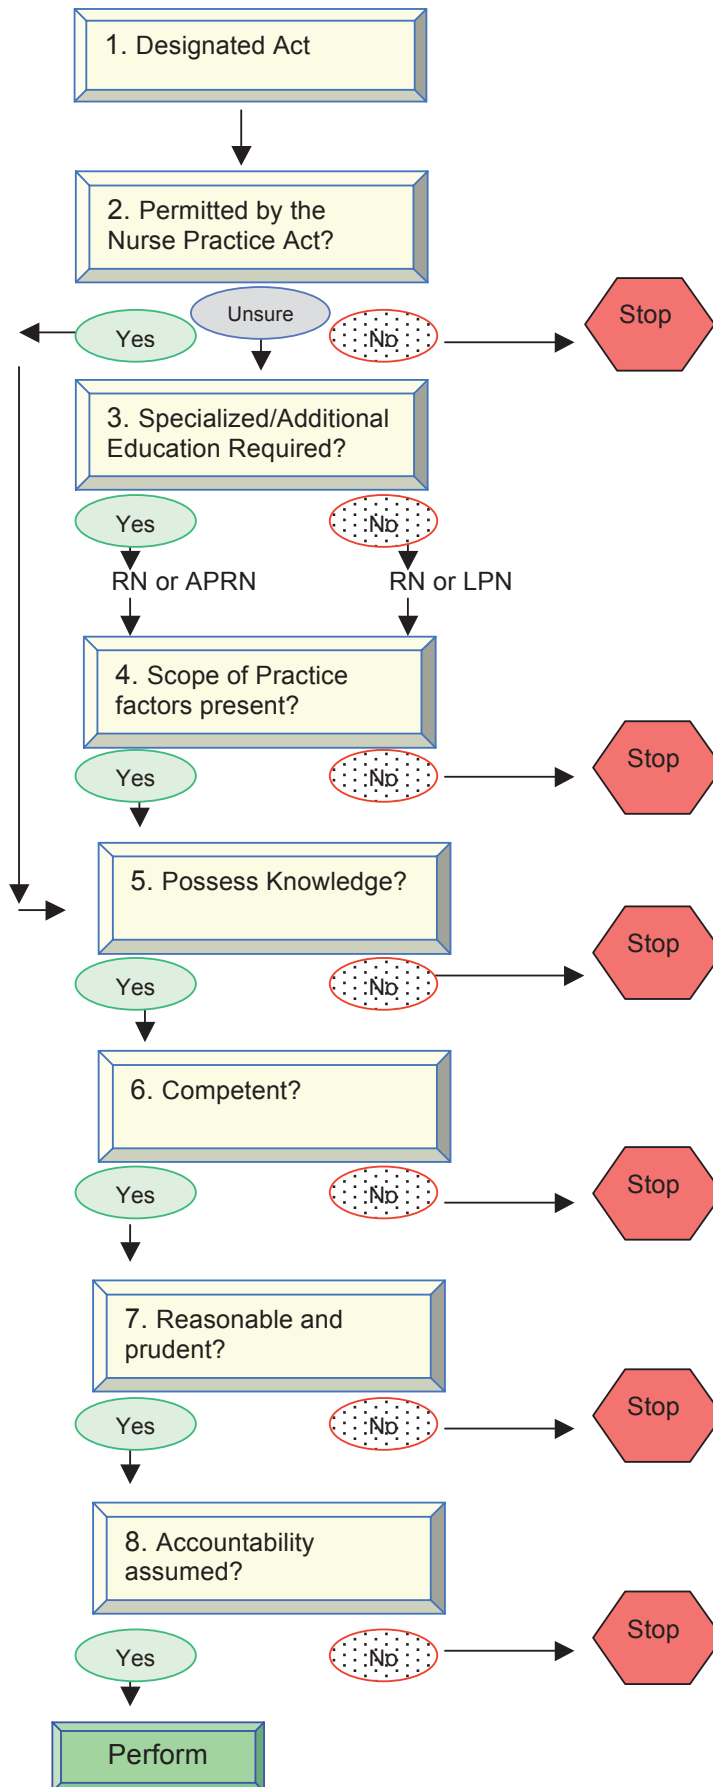 1. Designated Act
2. Permitted by the
Nurse Practice Act?
Yes
Unsure
No
Stop
3. Specialized/Additional
Education Required?
Yes
No
RN or APRN
RN or LPN
4. Scope of Practice
factors present?
Yes
No
Stop
5. Possess Knowledge?
Yes
No
Stop
6. Competent?
Yes
No
Stop
7. Reasonable and
prudent?
Yes
No
Stop
8. Accountability
assumed?
Yes
No
Stop
Perform